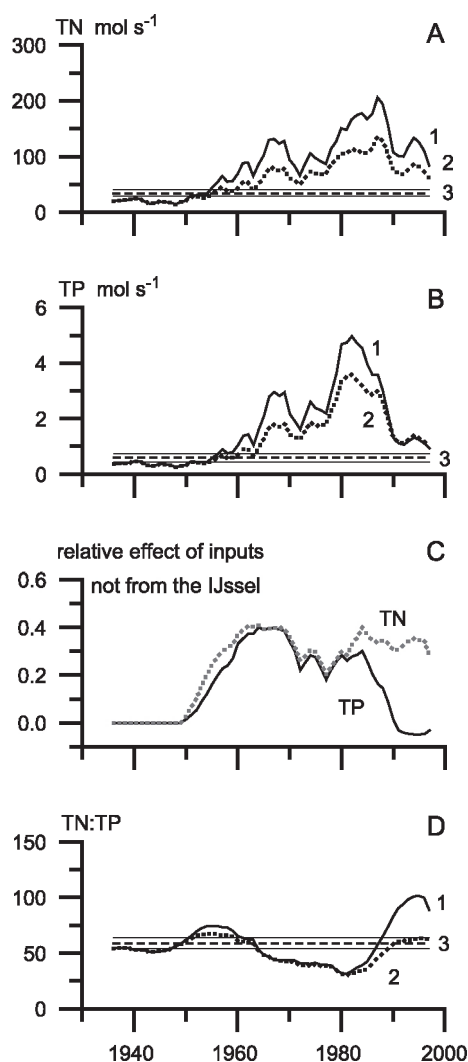 TN mol s-1
A
300
200
100
0
1
2
3
TP mol s-1
B
6
4
2
0
1
2
3
relative effect of inputs
not from the IJssel
C
0.6
0.4
0.2
0.0
TN
TP
TN:TP
D
150
100
50
0
1
3
2
1940 1960 1980 2000